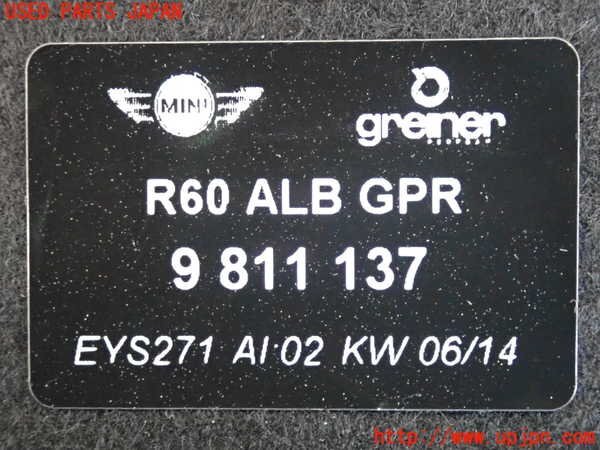 USED PARTS JAPAN
MINI
greiner
R60 ALB GPR
9 811 137
EYS271 AI:02 KW 06/14
http://www.upjpn.com